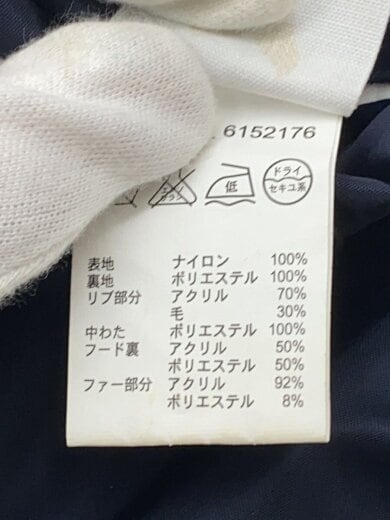 6152176
低
ドライ
セキユ系
表地 ナイロン 100%
裏地 ポリエステル 100%
リブ部分 アクリル 70%
毛 30%
中わた ポリエステル 100%
フード裏 アクリル 50%
ポリエステル 50%
ファー部分 アクリル 92%
ポリエステル 8%